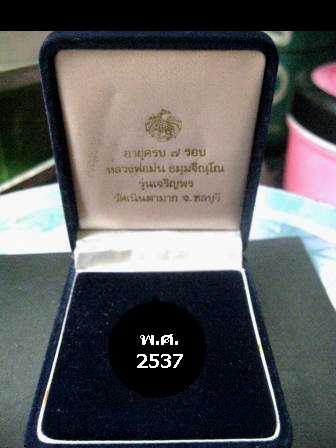 อายุครบ ๗ รอบ
หลวงพ่อม่น ธมฺมจิณฺโณ
รุ่นเจริญพร
วัดเนินตามาก จ.ชลบุรี
พ.ศ.
2537